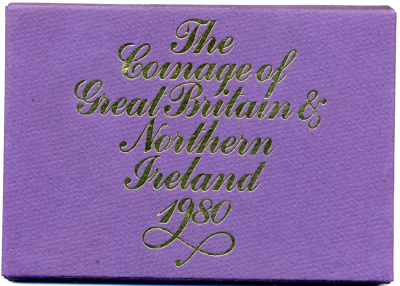 The
Coinage of
Great Britain &
Northern
Ireland
1980